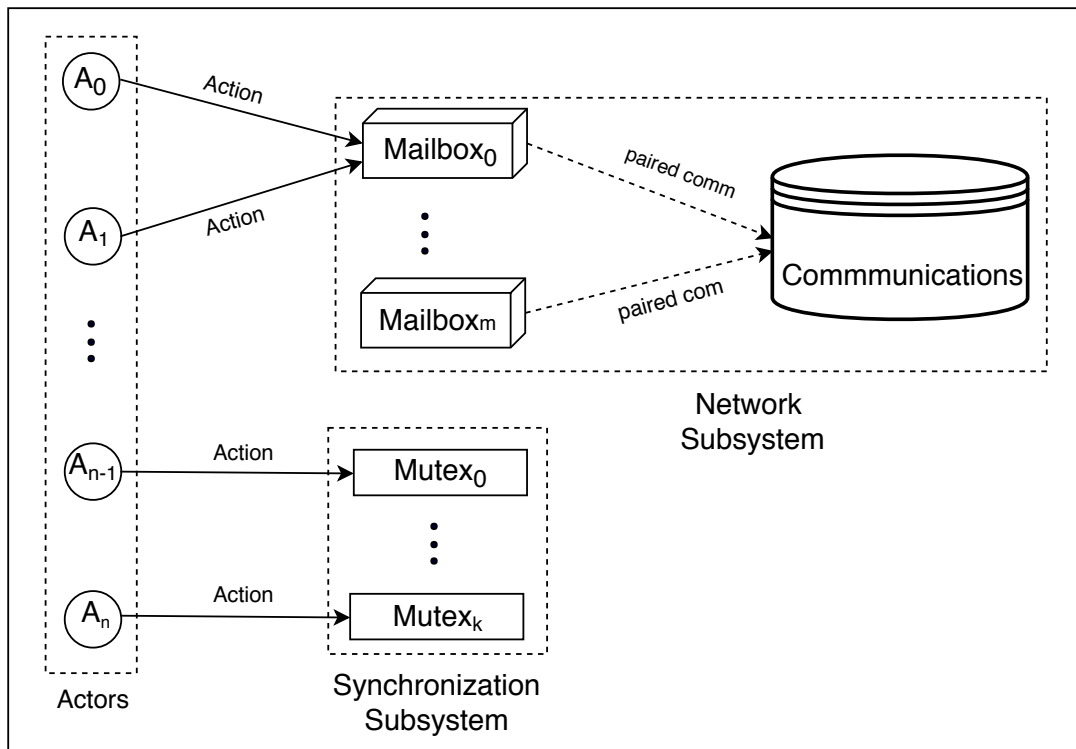 A0
Action
Mailbox0
paired comm
Action
A1
Commmunications
Mailboxm
paired com
Network
Subsystem
An-1
Action
Mutex0
An
Action
Mutexk
Actors
Synchronization
Subsystem